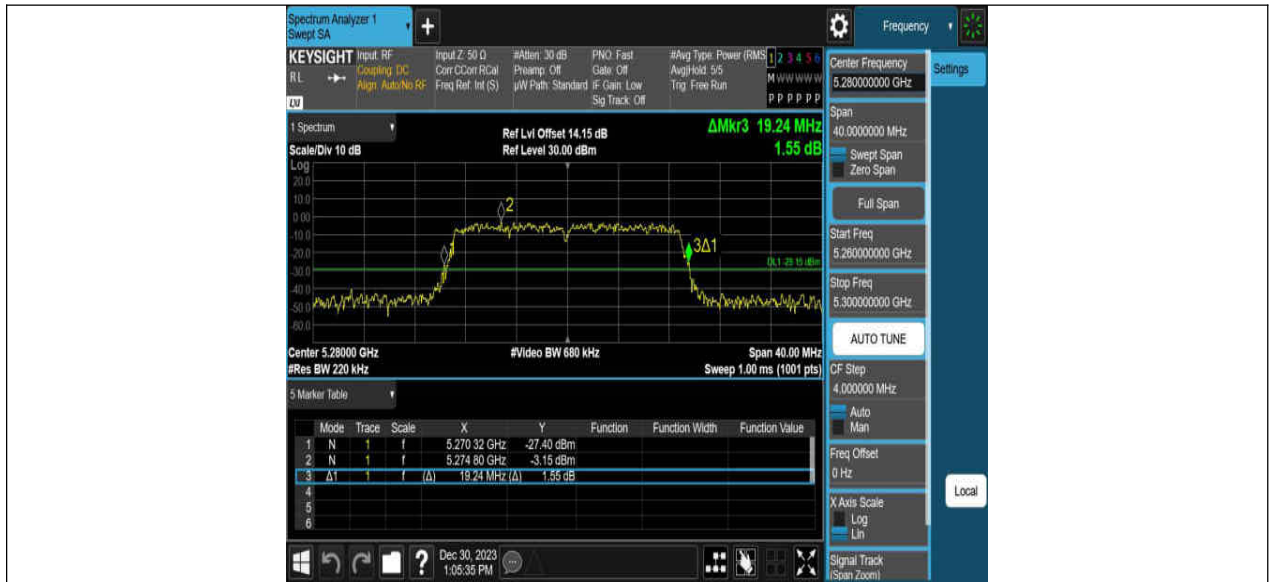 Spectrum Analyzer 1
Swept SA
+
Frequency
KEYSIGHT
RL
LXI
Input: RF
Coupling: DC
Align: Auto/No RF
Input Z: 50 Ω
Corr CCorr RCal
Freq Ref: Int (S)
#Atten: 30 dB
Preamp: Off
µW Path: Standard
PNO: Fast
Gate: Off
IF Gain: Low
Sig Track: Off
#Avg Type: Power (RMS
Avg|Hold: 5/5
Trig: Free Run
1 2 3 4 5 6
M W W W W W
P P P P P P
1 Spectrum
Scale/Div 10 dB
Ref Lvl Offset 14.15 dB
Ref Level 30.00 dBm
ΔMkr3 19.24 MHz
1.55 dB
Log
20.0
10.0
0.00
-10.0
-20.0
-30.0
-40.0
-50.0
-60.0
2
1
3Δ1
DL1 -29.15 dBm
Center 5.28000 GHz
#Video BW 680 kHz
Span 40.00 MHz
#Res BW 220 kHz
Sweep 1.00 ms (1001 pts)
5 Marker Table
Mode Trace Scale X Y Function Function Width Function Value
1 N 1 f 5.270 32 GHz -27.40 dBm
2 N 1 f 5.274 80 GHz -3.15 dBm
3 Δ1 1 f (Δ) 19.24 MHz (Δ) 1.55 dB
4
5
6
?
Dec 30, 2023
1:05:35 PM
Center Frequency
5.280000000 GHz
Settings
Span
40.0000000 MHz
Swept Span
Zero Span
Full Span
Start Freq
5.260000000 GHz
Stop Freq
5.300000000 GHz
AUTO TUNE
CF Step
4.000000 MHz
Auto
Man
Freq Offset
0 Hz
X Axis Scale
Log
Lin
Local
Signal Track
(Span Zoom)